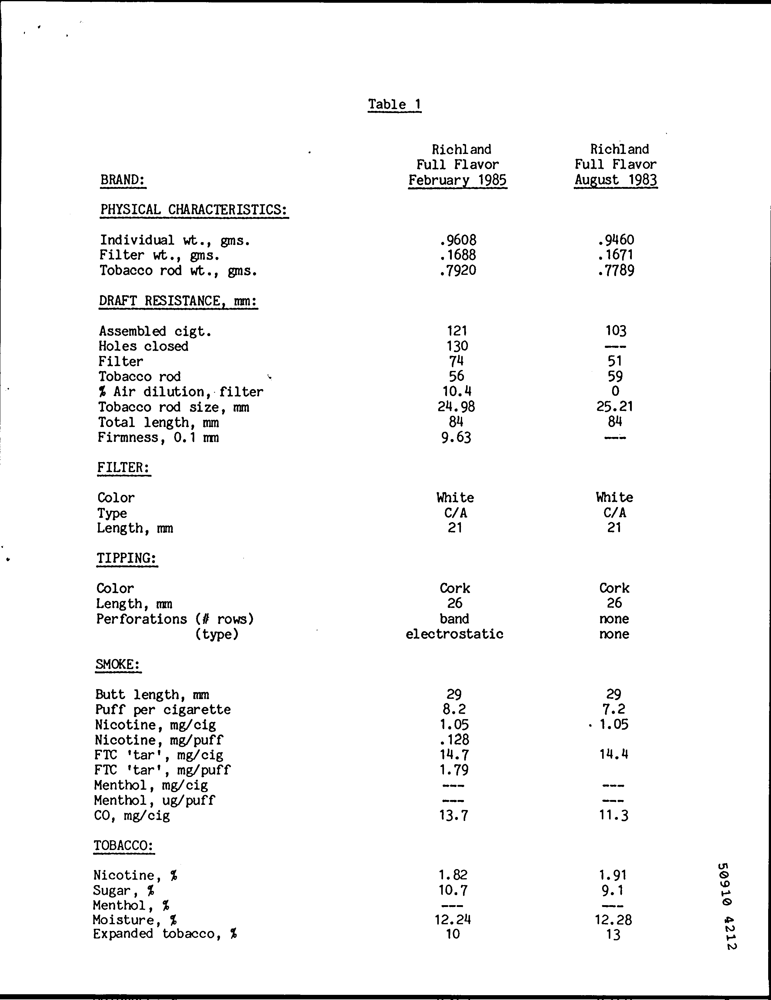 Table 1
Richland Richland
Full Flavor Full Flavor
BRAND: February 1985 August 1983
PHYSICAL CHARACTERISTICS:
Individual wt., gms. .9608 .9460
Filter wt., gms. .1688 .1671
Tobacco rod wt., gms. .7920 .7789
DRAFT RESISTANCE, mm:
Assembled cigt. 121 103
Holes closed 130 ---
Filter 74 51
Tobacco rod 56 59
% Air dilution, filter 10.4 0
Tobacco rod size, mm 24.98 25.21
Total length, mm 84 84
Firmness, 0.1 mm 9.63 ---
FILTER:
Color White White
Type C/A C/A
Length, mm 21 21
TIPPING:
Color Cork Cork
Length, mm 26 26
Perforations (# rows) band none
(type) electrostatic none
SMOKE:
Butt length, mm 29 29
Puff per cigarette 8.2 7.2
Nicotine, mg/cig 1.05 1.05
Nicotine, mg/puff .128
FTC 'tar', mg/cig 14.7 14.4
FTC 'tar', mg/puff 1.79
Menthol, mg/cig --- ---
Menthol, ug/puff --- ---
CO, mg/cig 13.7 11.3
TOBACCO:
Nicotine, % 1.82 1.91
Sugar, % 10.7 9.1
Menthol, % --- ---
Moisture, % 12.24 12.28
Expanded tobacco, % 10 13
50910 4212